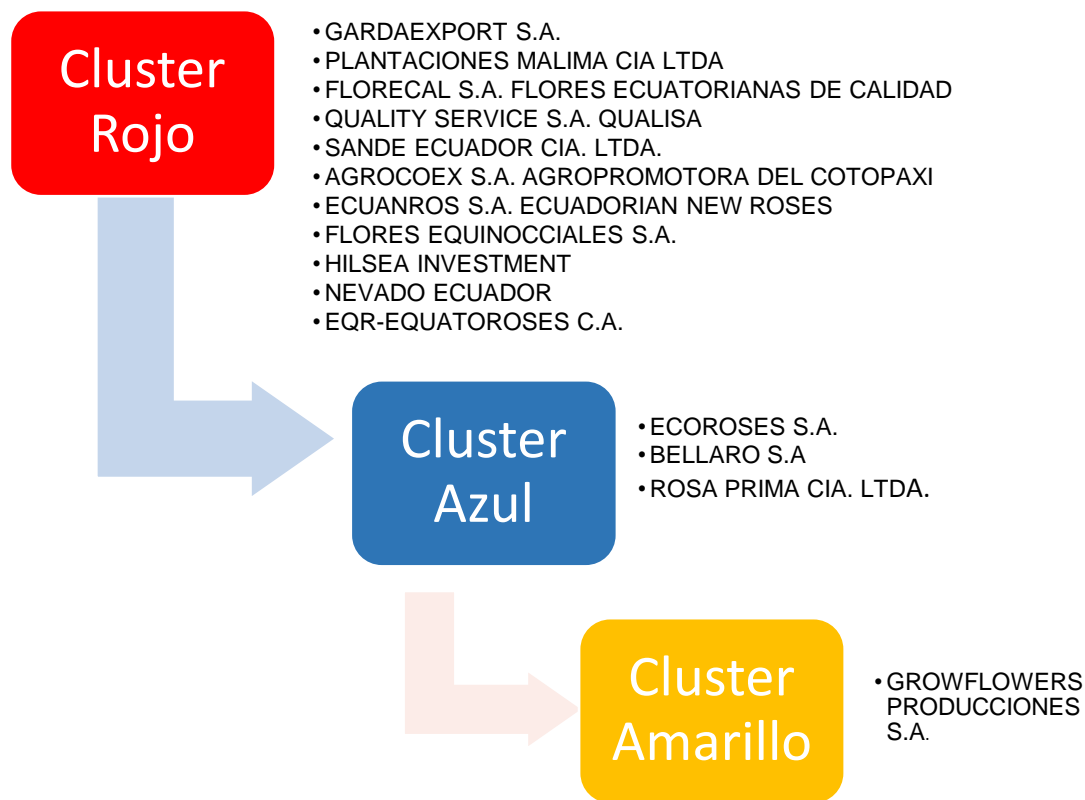 Cluster
Rojo
• GARDAEXPORT S.A.
• PLANTACIONES MALIMA CIA LTDA
• FLORECAL S.A. FLORES ECUATORIANAS DE CALIDAD
• QUALITY SERVICE S.A. QUALISA
• SANDE ECUADOR CIA. LTDA.
• AGROCOEX S.A. AGROPROMOTORA DEL COTOPAXI
• ECUANROS S.A. ECUADORIAN NEW ROSES
• FLORES EQUINOCCIALES S.A.
• HILSEA INVESTMENT
• NEVADO ECUADOR
• EQR-EQUATOROSES C.A.
Cluster
Azul
• ECOROSES S.A.
• BELLARO S.A
• ROSA PRIMA CIA. LTDA.
Cluster
Amarillo
• GROWFLOWERS
PRODUCCIONES
S.A.